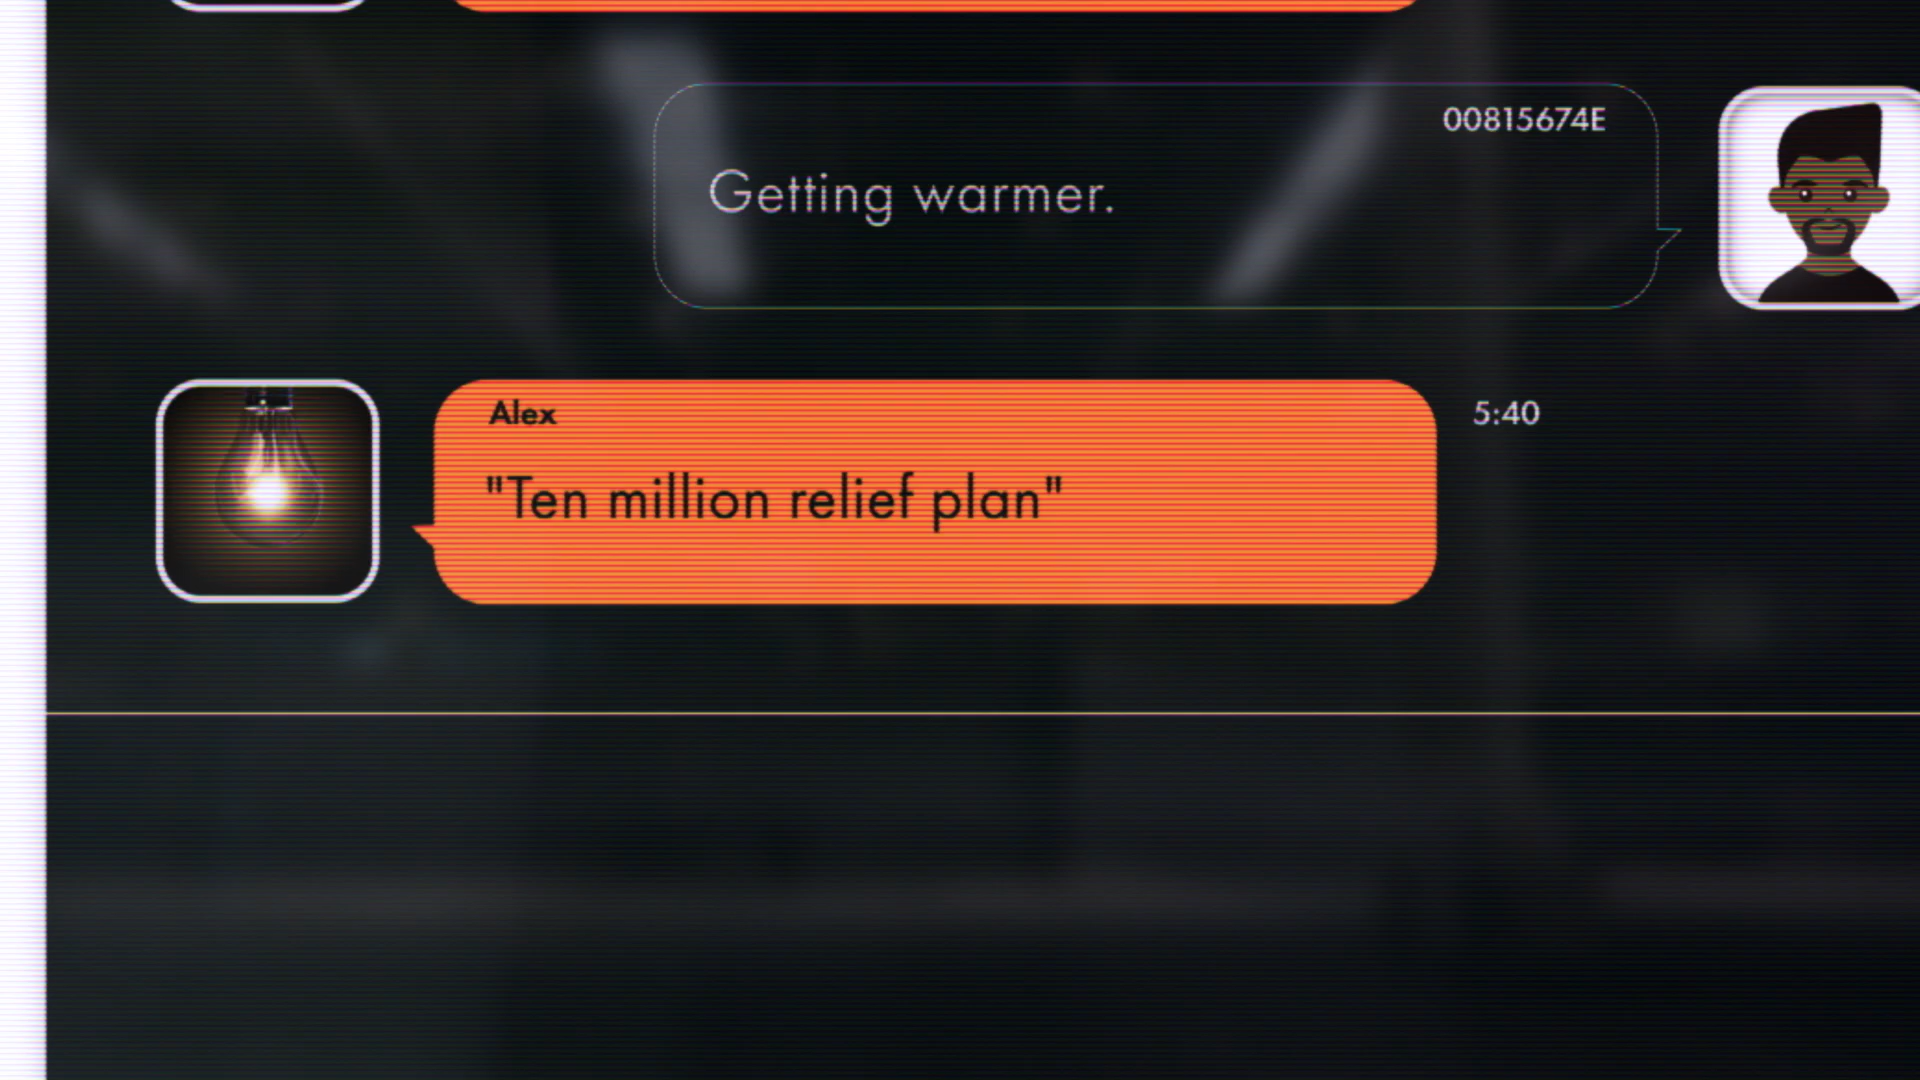 00815674E
Getting warmer.
Alex
5:40
"Ten million relief plan"